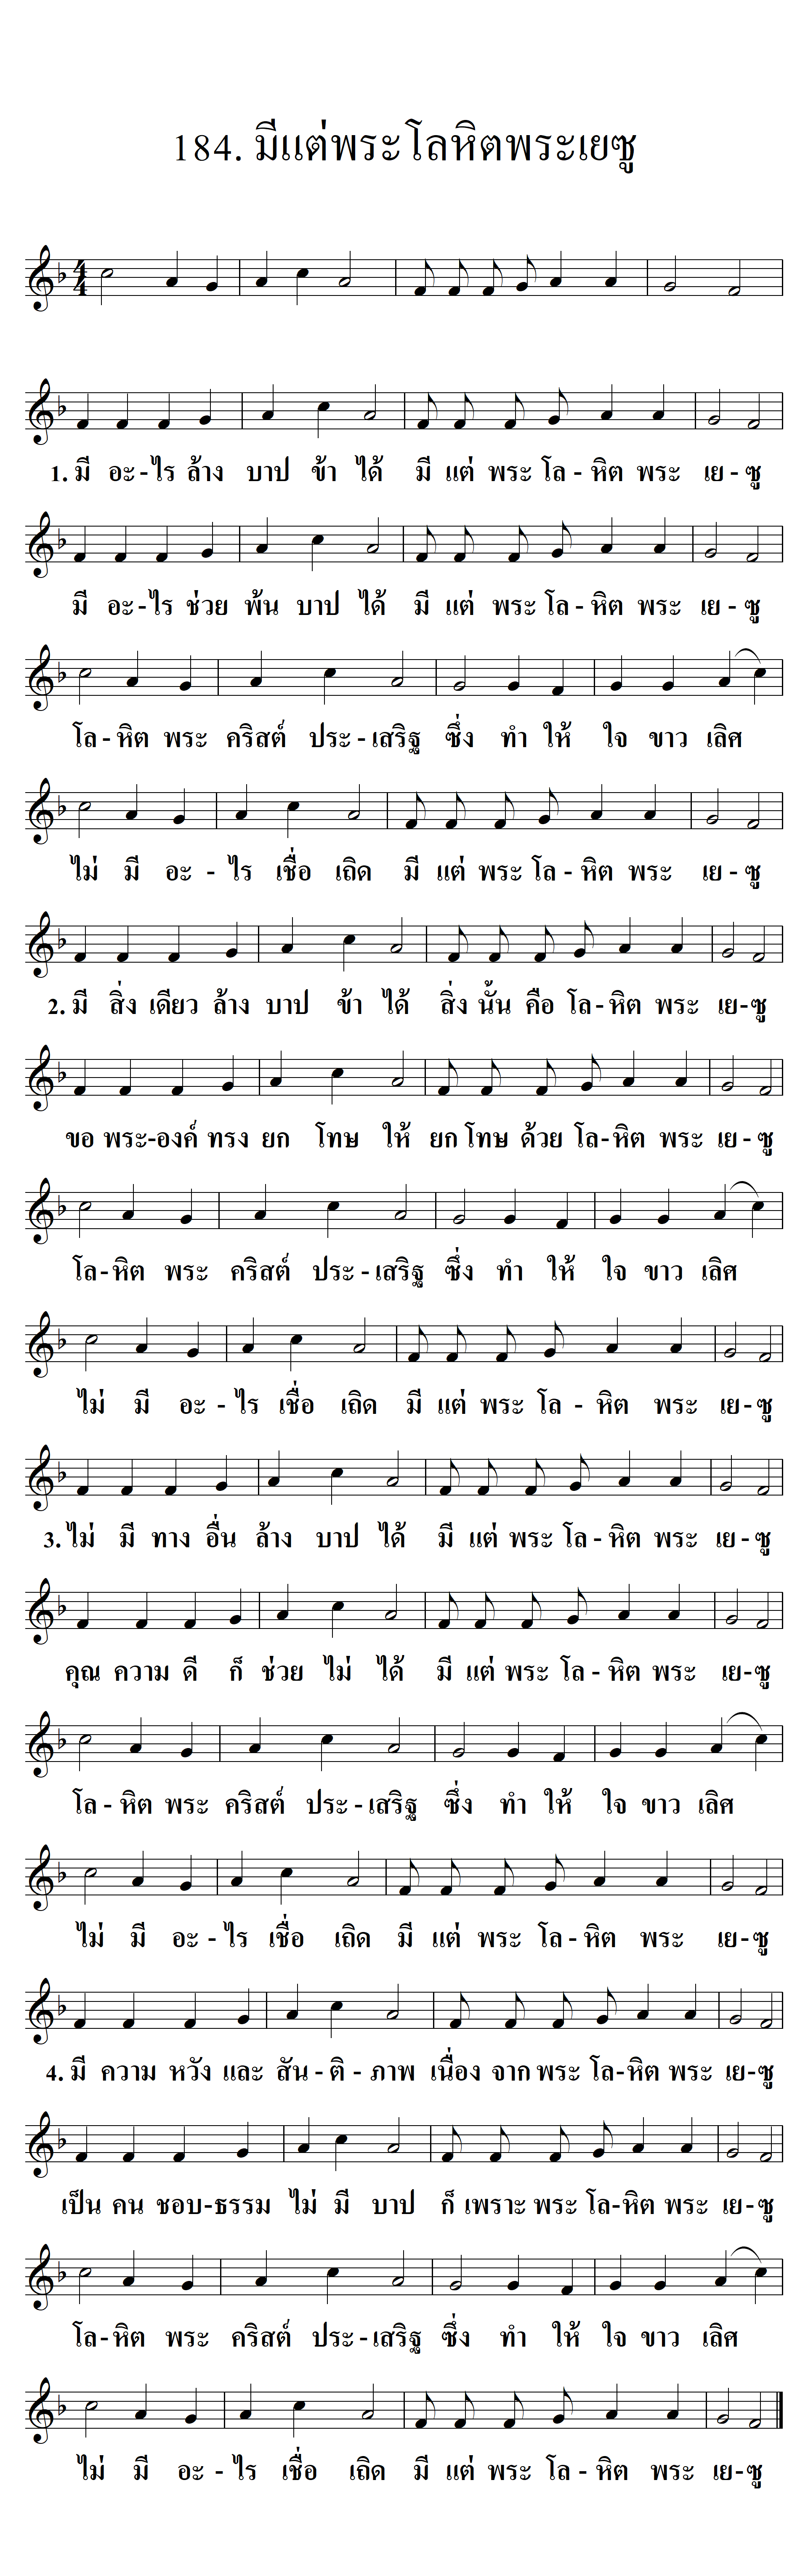 184. มีแต่พระโลหิตพระเยซู
1. มี อะ - ไร ล้าง บาป ข้า ได้ มี แต่ พระ โล - หิต พระ เย - ซู
มี อะ - ไร ช่วย พ้น บาป ได้ มี แต่ พระ โล - หิต พระ เย - ซู
โล - หิต พระ คริสต์ ประ - เสริฐ ซึ่ง ทำ ให้ ใจ ขาว เลิศ
ไม่ มี อะ - ไร เชื่อ เถิด มี แต่ พระ โล - หิต พระ เย - ซู
2. มี สิ่ง เดียว ล้าง บาป ข้า ได้ สิ่ง นั้น คือ โล - หิต พระ เย - ซู
ขอ พระ - องค์ ทรง ยก โทษ ให้ ยก โทษ ด้วย โล - หิต พระ เย - ซู
โล - หิต พระ คริสต์ ประ - เสริฐ ซึ่ง ทำ ให้ ใจ ขาว เลิศ
ไม่ มี อะ - ไร เชื่อ เถิด มี แต่ พระ โล - หิต พระ เย - ซู
3. ไม่ มี ทาง อื่น ล้าง บาป ได้ มี แต่ พระ โล - หิต พระ เย - ซู
คุณ ความ ดี ก็ ช่วย ไม่ ได้ มี แต่ พระ โล - หิต พระ เย - ซู
โล - หิต พระ คริสต์ ประ - เสริฐ ซึ่ง ทำ ให้ ใจ ขาว เลิศ
ไม่ มี อะ - ไร เชื่อ เถิด มี แต่ พระ โล - หิต พระ เย - ซู
4. มี ความ หวัง และ สัน - ติ - ภาพ เนื่อง จาก พระ โล - หิต พระ เย - ซู
เป็น คน ชอบ - ธรรม ไม่ มี บาป ก็ เพราะ พระ โล - หิต พระ เย - ซู
โล - หิต พระ คริสต์ ประ - เสริฐ ซึ่ง ทำ ให้ ใจ ขาว เลิศ
ไม่ มี อะ - ไร เชื่อ เถิด มี แต่ พระ โล - หิต พระ เย - ซู